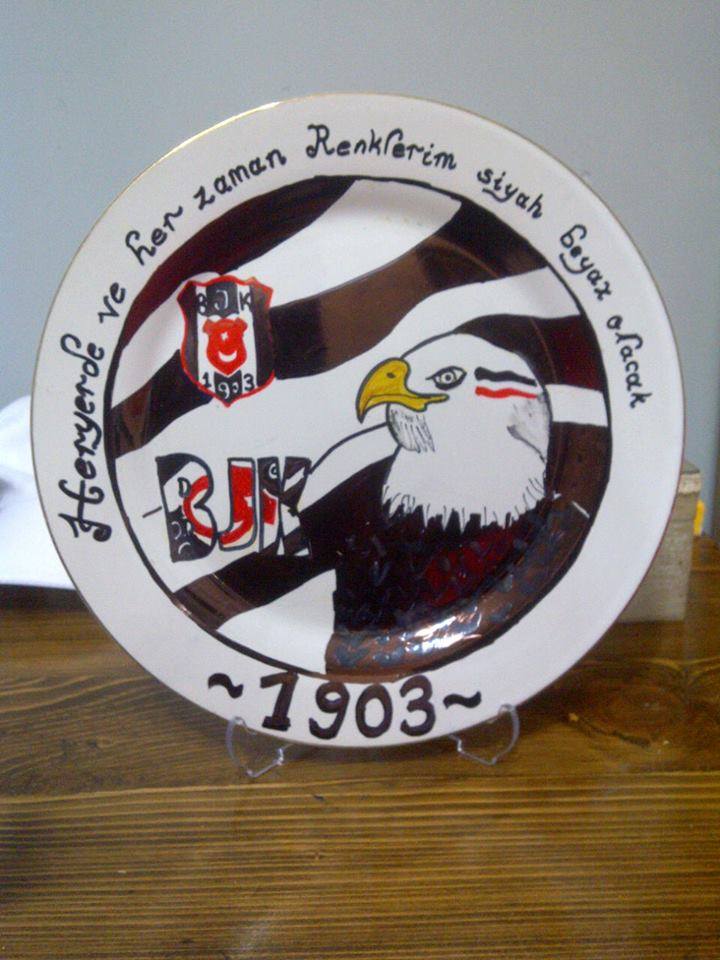 Heryerde ve her zaman Renklerim siyah beyaz olacak
BJK
1903
BJK
~1903~